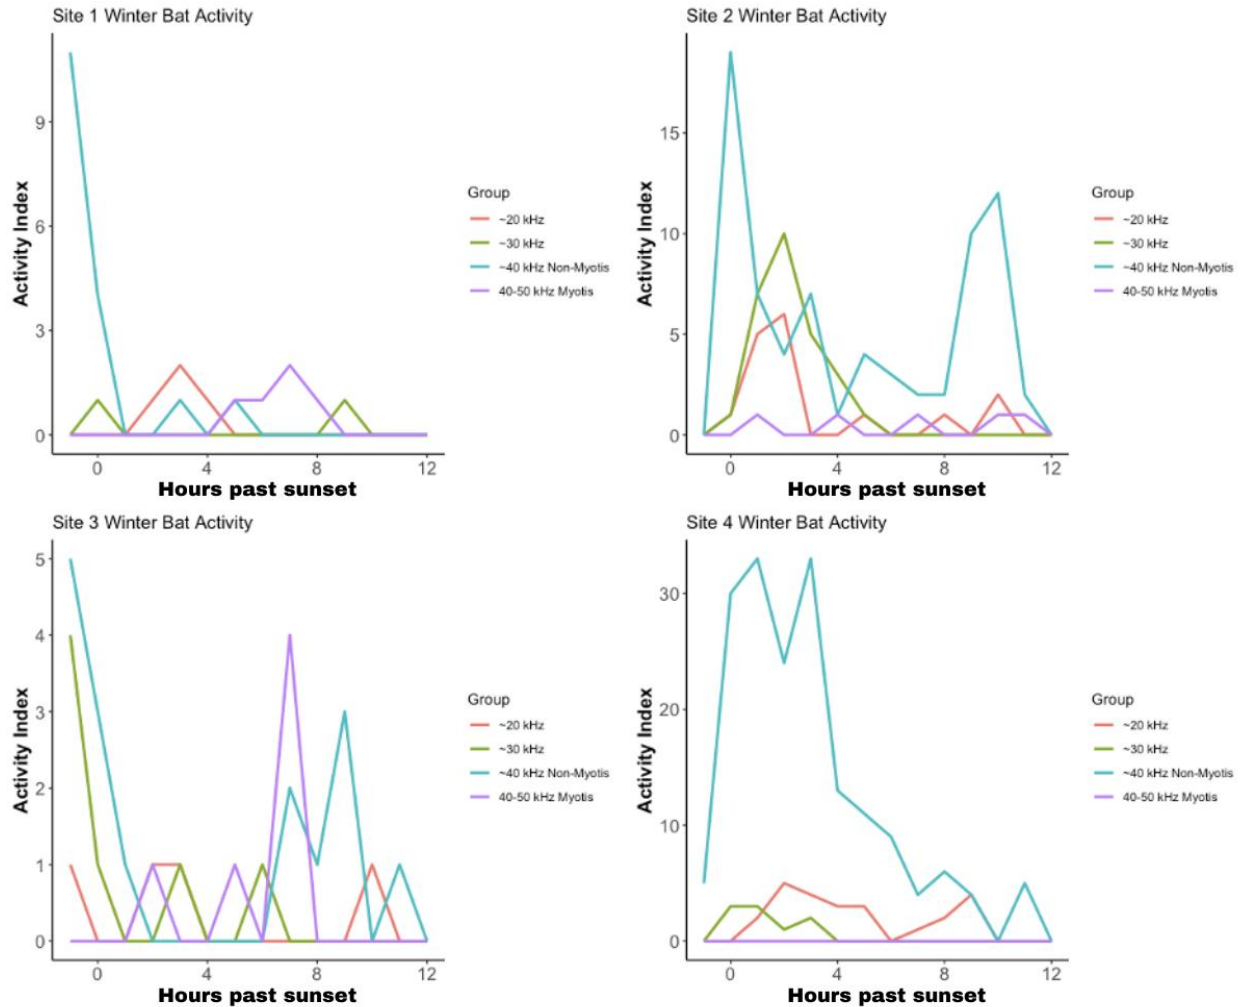 Site 1 Winter Bat Activity
Activity Index
9
6
3
0
0 4 8 12
Hours past sunset
Group
~20 kHz
~30 kHz
~40 kHz Non-Myotis
40-50 kHz Myotis
Site 2 Winter Bat Activity
Activity Index
15
10
5
0
0 4 8 12
Hours past sunset
Group
~20 kHz
~30 kHz
~40 kHz Non-Myotis
40-50 kHz Myotis
Site 3 Winter Bat Activity
Activity Index
5
4
3
2
1
0
0 4 8 12
Hours past sunset
Group
~20 kHz
~30 kHz
~40 kHz Non-Myotis
40-50 kHz Myotis
Site 4 Winter Bat Activity
Activity Index
30
20
10
0
0 4 8 12
Hours past sunset
Group
~20 kHz
~30 kHz
~40 kHz Non-Myotis
40-50 kHz Myotis